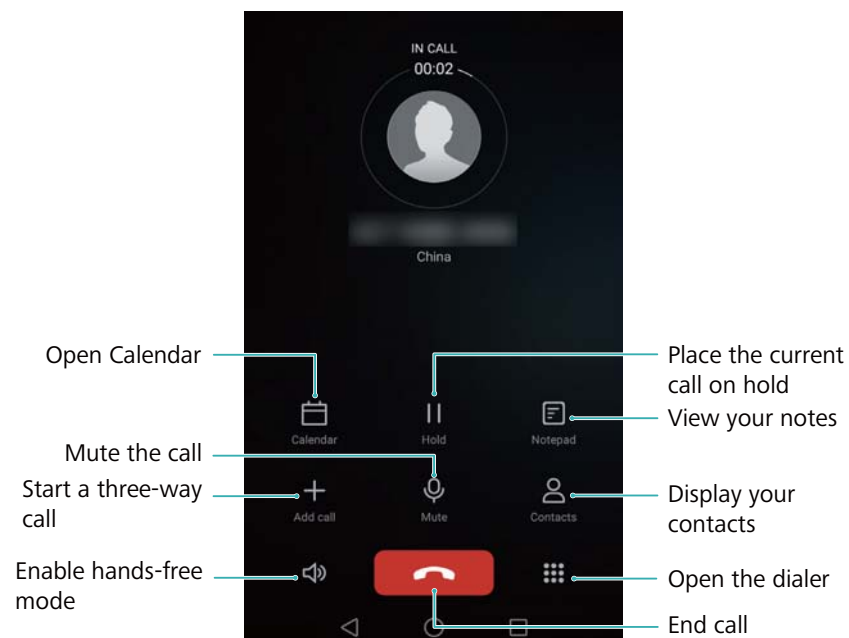 IN CALL
00:02
China
Open Calendar
Place the current
call on hold
View your notes
Calendar
Hold
Notepad
Mute the call
Start a three-way
call
Add call
Mute
Contacts
Display your
contacts
Enable hands-free
mode
Open the dialer
End call